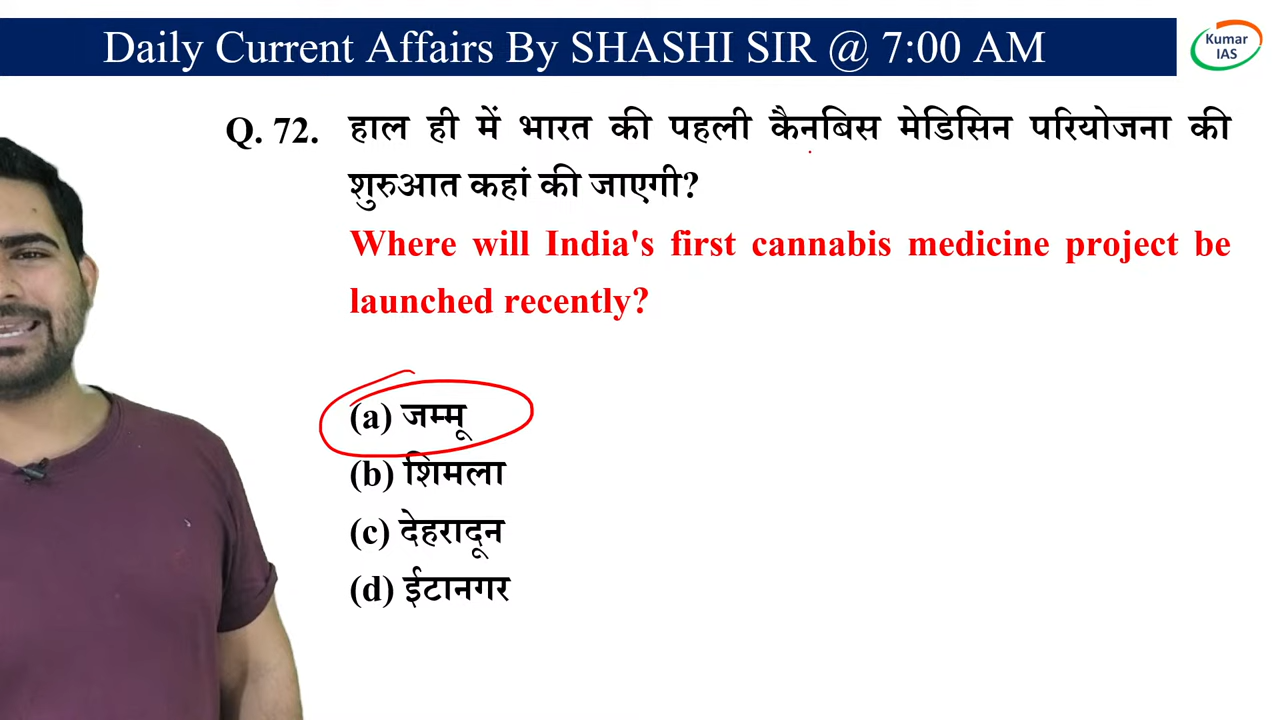 Daily Current Affairs By SHASHI SIR @ 7:00 AM
Kumar
IAS
Q. 72. हाल ही में भारत की पहली कैनबिस मेडिसिन परियोजना की
शुरुआत कहां की जाएगी?
Where will India's first cannabis medicine project be
launched recently?
(a) जम्मू
(b) शिमला
(c) देहरादून
(d) ईटानगर